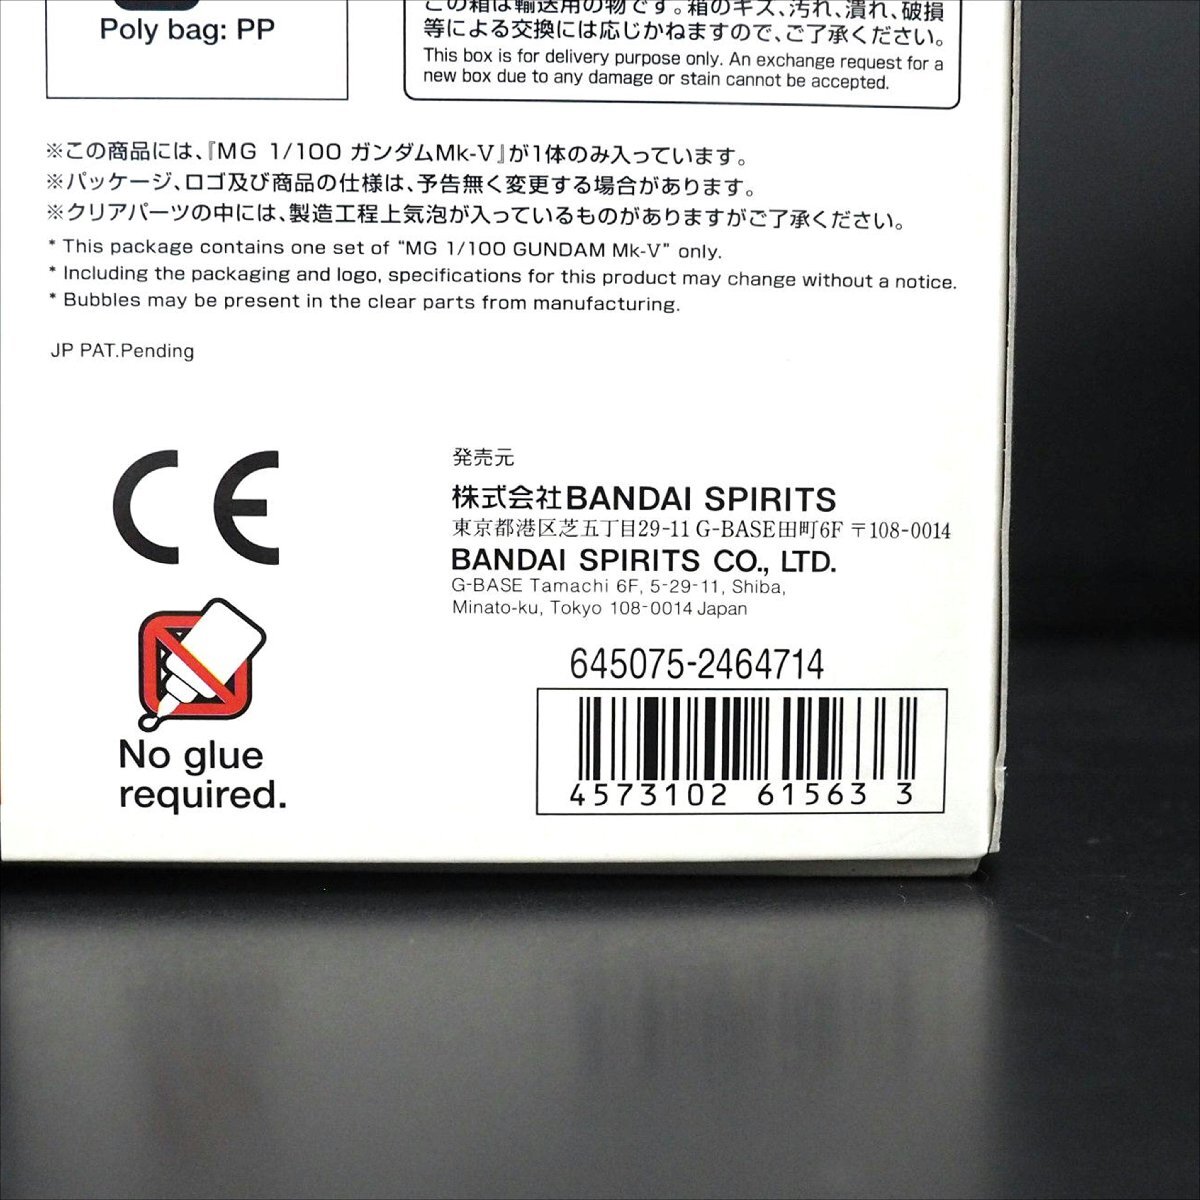 この箱は輸送用の物です。箱のキズ、汚れ、潰れ、破損
等による交換には応じかねますので、ご了承ください。
This box is for delivery purpose only. An exchange request for a
new box due to any damage or stain cannot be accepted.
Poly bag: PP
※この商品には、『MG 1/100 ガンダムMk-V』が1体のみ入っています。
※パッケージ、ロゴ及び商品の仕様は、予告無く変更する場合があります。
※クリアパーツの中には、製造工程上気泡が入っているものがありますがご了承ください。
* This package contains one set of "MG 1/100 GUNDAM Mk-V" only.
* Including the packaging and logo, specifications for this product may change without a notice.
* Bubbles may be present in the clear parts from manufacturing.
JP PAT.Pending
CE
No glue
required.
発売元
株式会社BANDAI SPIRITS
東京都港区芝五丁目29-11 G-BASE田町6F 〒108-0014
BANDAI SPIRITS CO., LTD.
G-BASE Tamachi 6F, 5-29-11, Shiba,
Minato-ku, Tokyo 108-0014 Japan
645075-2464714
4573102 61563 3